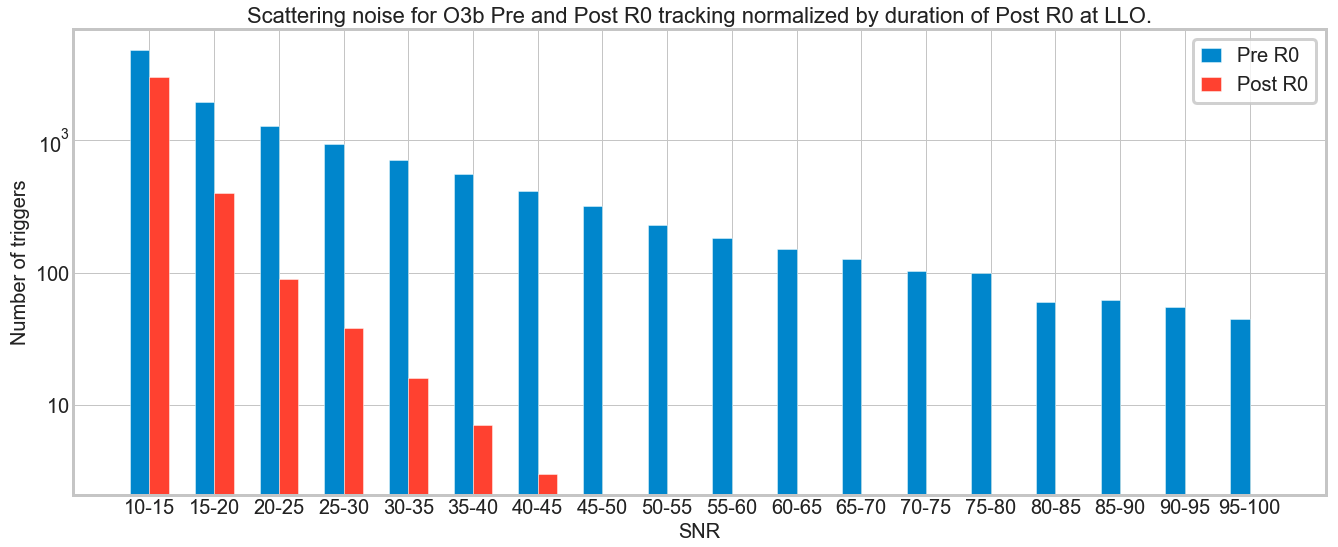 Scattering noise for O3b Pre and Post R0 tracking normalized by duration of Post R0 at LLO.
Pre R0
Post R0
Number of triggers
10³
100
10
10-15 15-20 20-25 25-30 30-35 35-40 40-45 45-50 50-55 55-60 60-65 65-70 70-75 75-80 80-85 85-90 90-95 95-100
SNR